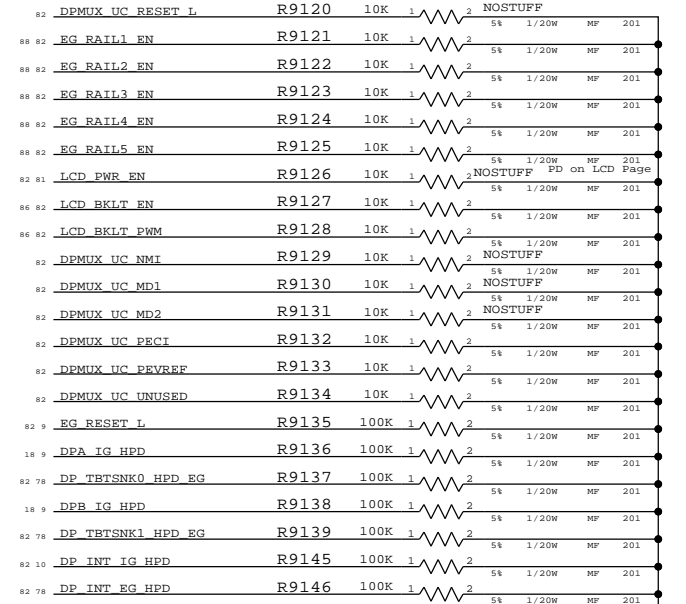 82 DPMUX_UC_RESET_L R9120 10K 1 2 NOSTUFF
5% 1/20W MF 201
88 82 EG_RAIL1_EN R9121 10K 1 2
5% 1/20W MF 201
88 82 EG_RAIL2_EN R9122 10K 1 2
5% 1/20W MF 201
88 82 EG_RAIL3_EN R9123 10K 1 2
5% 1/20W MF 201
88 82 EG_RAIL4_EN R9124 10K 1 2
5% 1/20W MF 201
88 82 EG_RAIL5_EN R9125 10K 1 2
5% 1/20W MF 201
82 81 LCD_PWR_EN R9126 10K 1 2 NOSTUFF PD on LCD Page
5% 1/20W MF 201
86 82 LCD_BKLT_EN R9127 10K 1 2
5% 1/20W MF 201
86 82 LCD_BKLT_PWM R9128 10K 1 2
5% 1/20W MF 201
82 DPMUX_UC_NMI R9129 10K 1 2 NOSTUFF
5% 1/20W MF 201
82 DPMUX_UC_MD1 R9130 10K 1 2 NOSTUFF
5% 1/20W MF 201
82 DPMUX_UC_MD2 R9131 10K 1 2 NOSTUFF
5% 1/20W MF 201
82 DPMUX_UC_PECI R9132 10K 1 2
5% 1/20W MF 201
82 DPMUX_UC_PEVREF R9133 10K 1 2
5% 1/20W MF 201
82 DPMUX_UC_UNUSED R9134 10K 1 2
5% 1/20W MF 201
82 9 EG_RESET_L R9135 100K 1 2
5% 1/20W MF 201
18 9 DPA_IG_HPD R9136 100K 1 2
5% 1/20W MF 201
82 78 DP_TBTSNK0_HPD_EG R9137 100K 1 2
5% 1/20W MF 201
18 9 DPB_IG_HPD R9138 100K 1 2
5% 1/20W MF 201
82 78 DP_TBTSNK1_HPD_EG R9139 100K 1 2
5% 1/20W MF 201
82 10 DP_INT_IG_HPD R9145 100K 1 2
5% 1/20W MF 201
82 78 DP_INT_EG_HPD R9146 100K 1 2
5% 1/20W MF 201